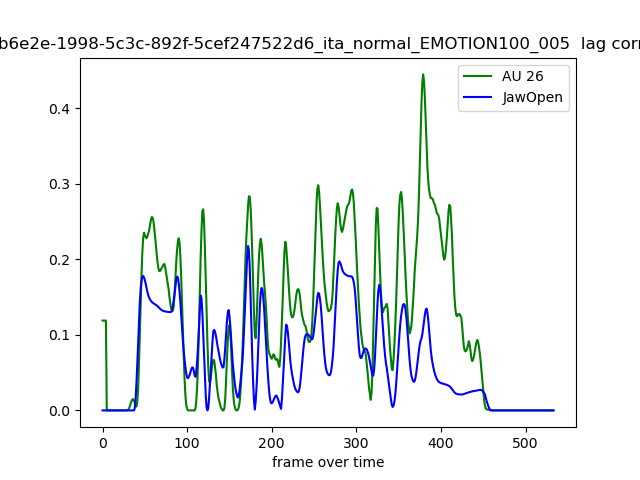 b6e2e-1998-5c3c-892f-5cef247522d6_ita_normal_EMOTION100_005  lag corr
AU 26
JawOpen
0.4
0.3
0.2
0.1
0.0
0 100 200 300 400 500
frame over time